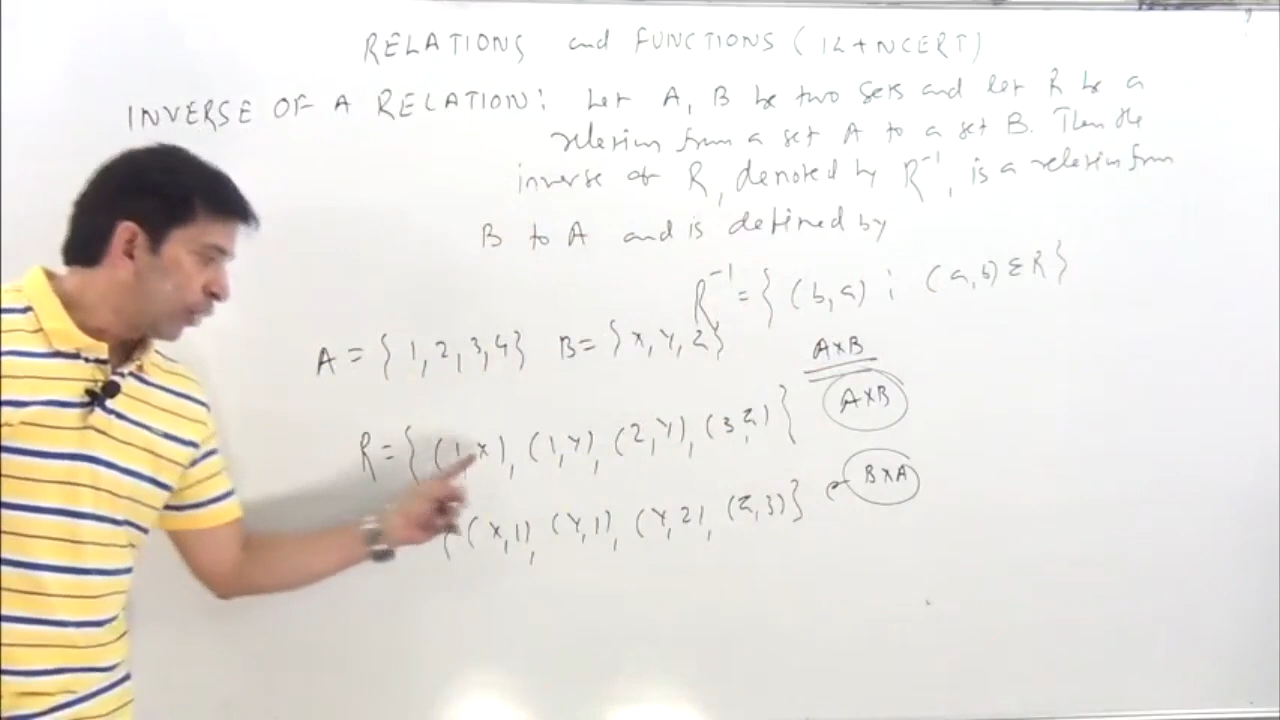 RELATIONS and FUNCTIONS (12 + NCERT)
INVERSE OF A RELATION: Let A, B be two sets and let R be a
relation from a set A to a set B. Then the
inverse of R, denoted by R⁻¹, is a relation from
B to A and is defined by
R⁻¹ = { (b,a) : (a,b) ∈ R }
A = { 1, 2, 3, 4 } B = { x, y, z }
A×B
R = { (1,x), (1,y), (2,y), (3,z) } A×B
{ (x,1), (y,1), (y,2), (z,3) } B×A